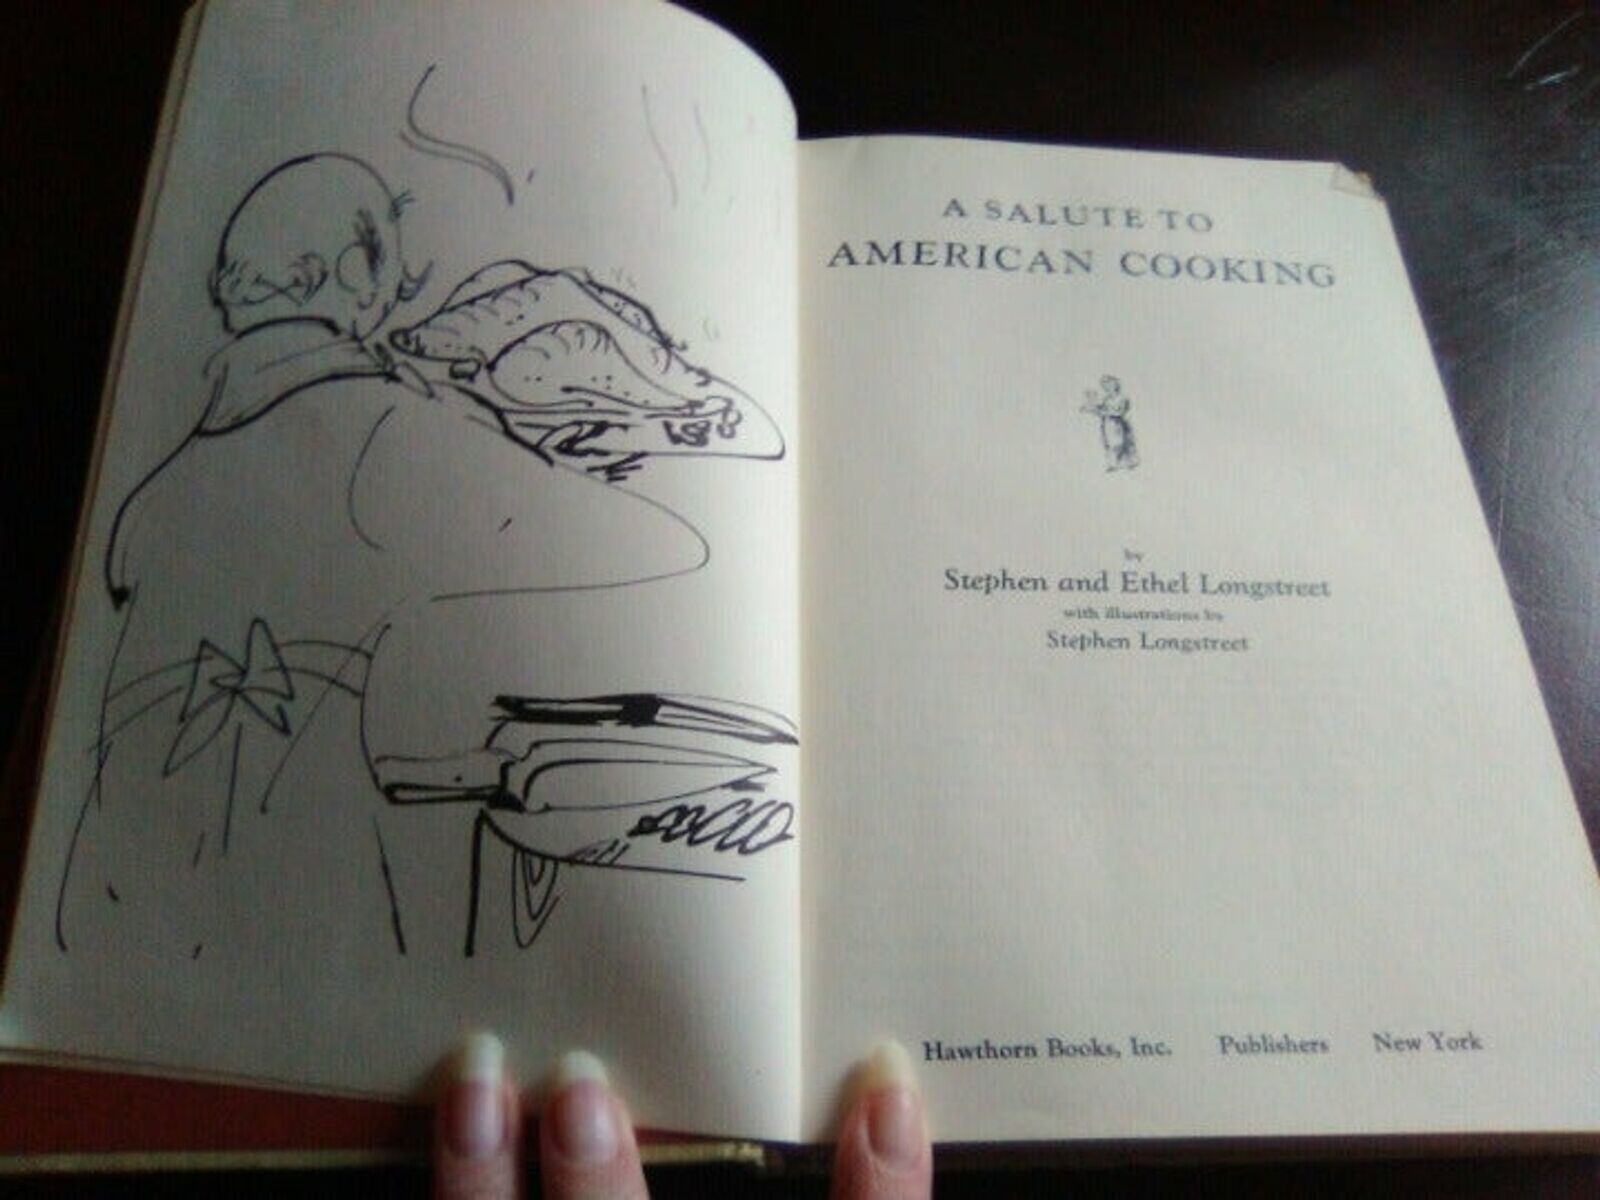 A SALUTE TO
AMERICAN COOKING
by
Stephen and Ethel Longstreet
with illustrations by
Stephen Longstreet
Hawthorn Books, Inc. Publishers New York